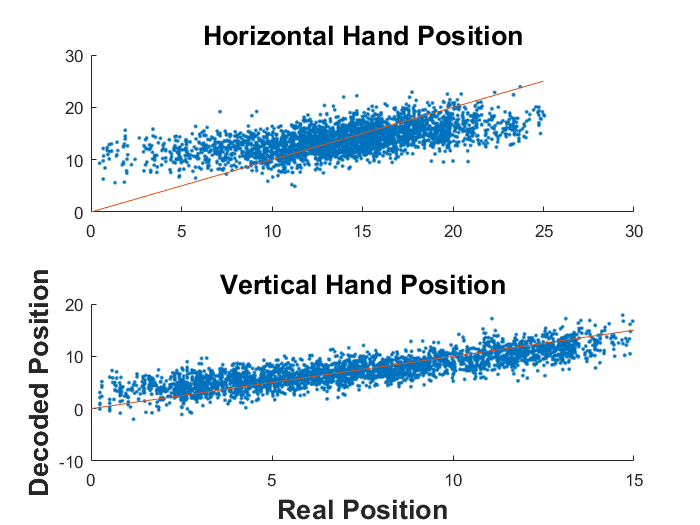 Horizontal Hand Position
30
20
10
0
0 5 10 15 20 25 30
Vertical Hand Position
20
10
0
-10
0 5 10 15
Decoded Position
Real Position